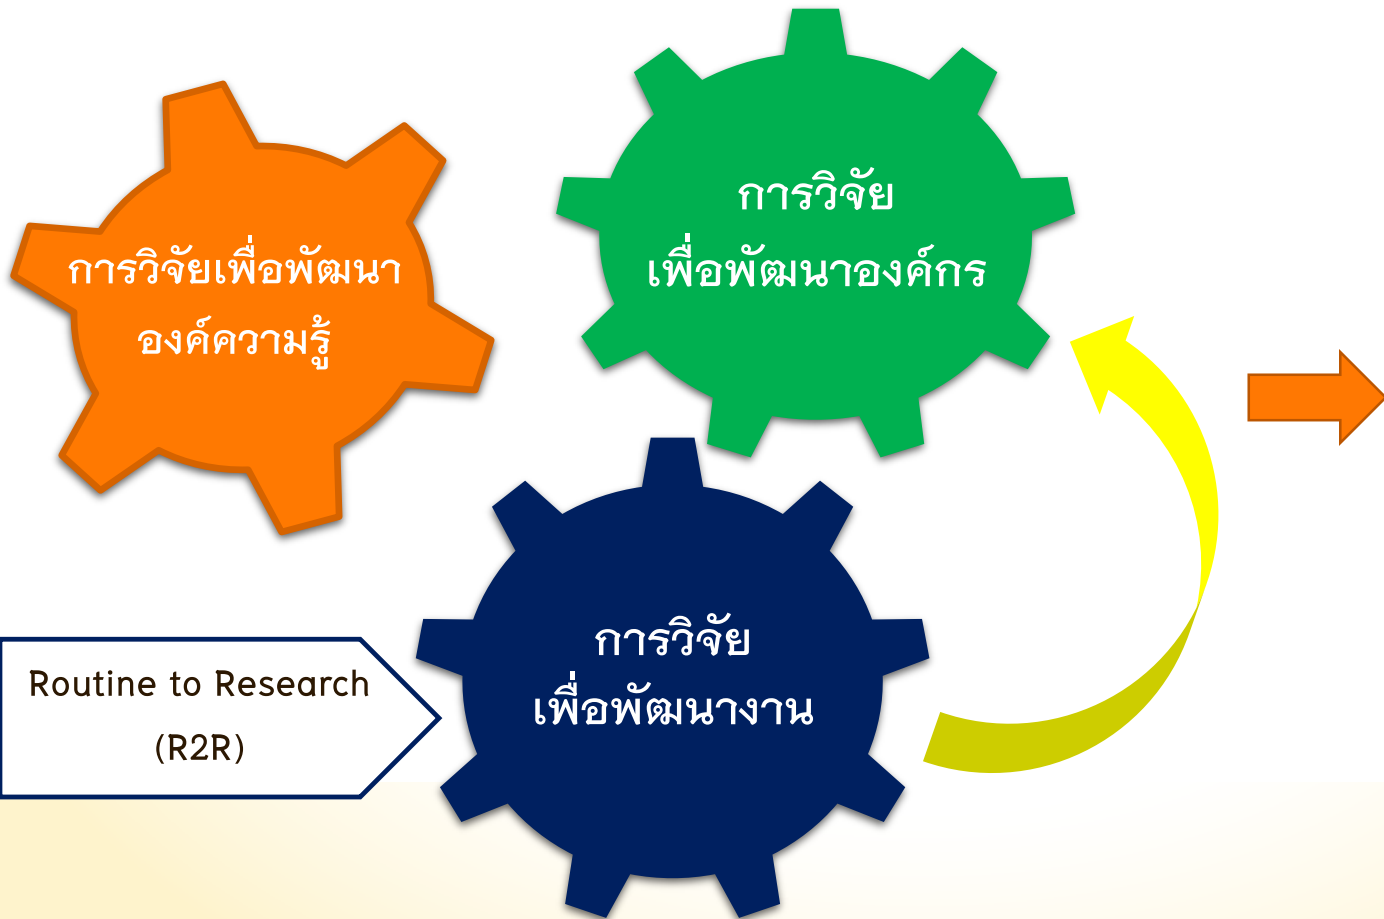 การวิจัยเพื่อพัฒนา
องค์ความรู้
การวิจัย
เพื่อพัฒนาองค์กร
การวิจัย
เพื่อพัฒนางาน
Routine to Research
(R2R)